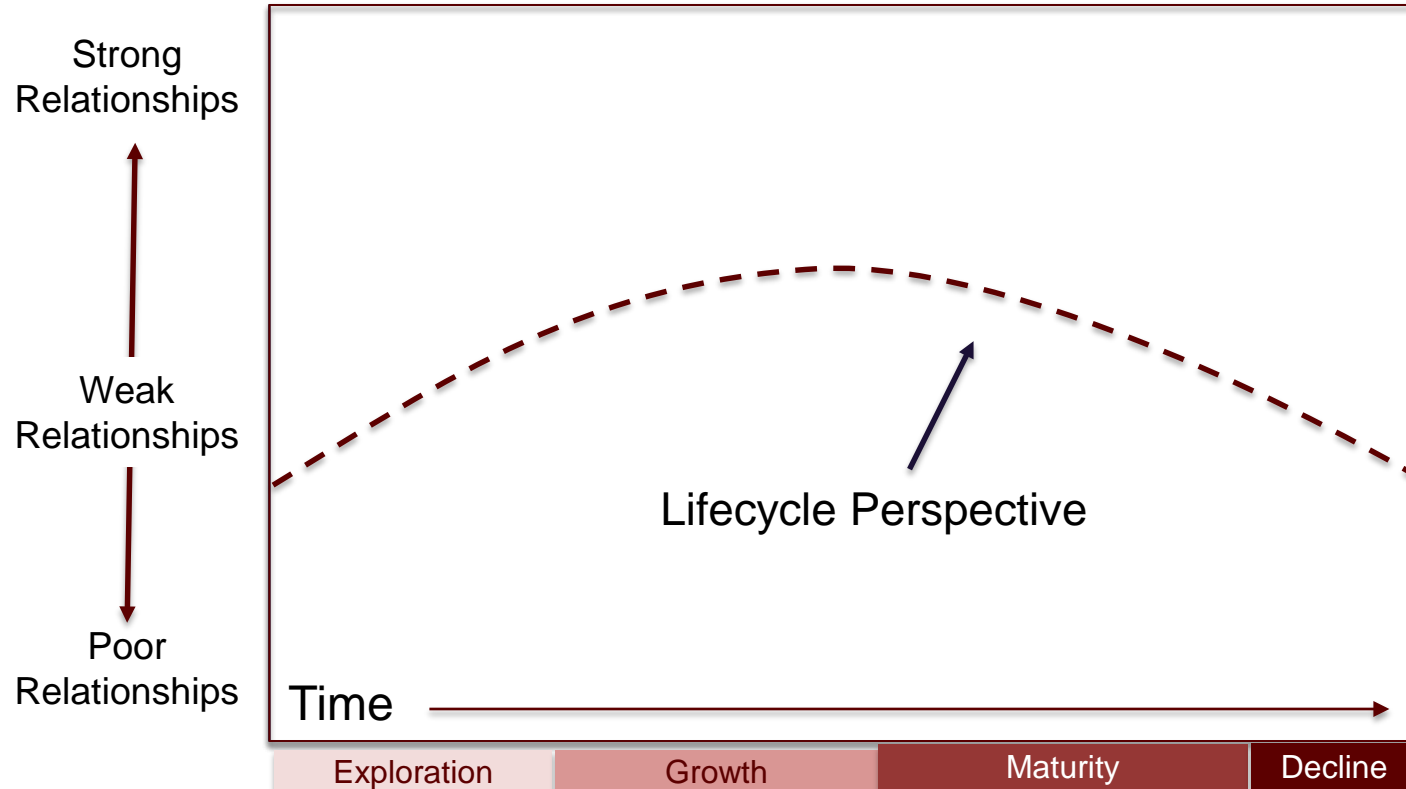 Strong
Relationships
Weak
Relationships
Poor
Relationships
Lifecycle Perspective
Time
Exploration
Growth
Maturity
Decline